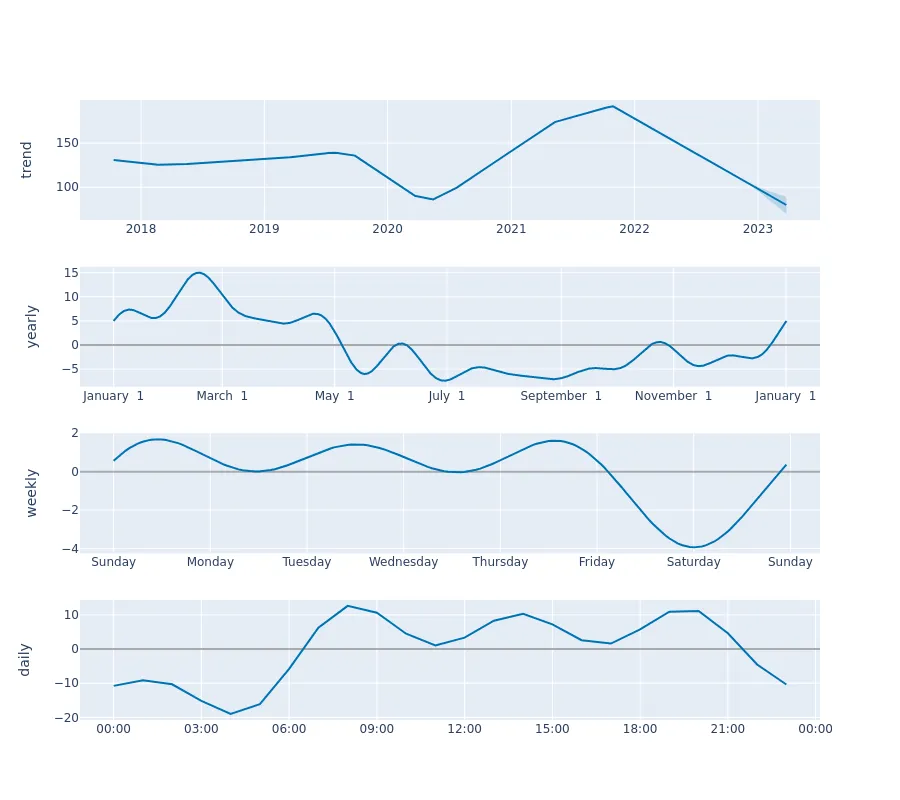 trend
150
100
2018 2019 2020 2021 2022 2023
yearly
15
10
5
0
−5
January 1 March 1 May 1 July 1 September 1 November 1 January 1
weekly
2
0
−2
−4
Sunday Monday Tuesday Wednesday Thursday Friday Saturday Sunday
daily
10
0
−10
−20
00:00 03:00 06:00 09:00 12:00 15:00 18:00 21:00 00:00